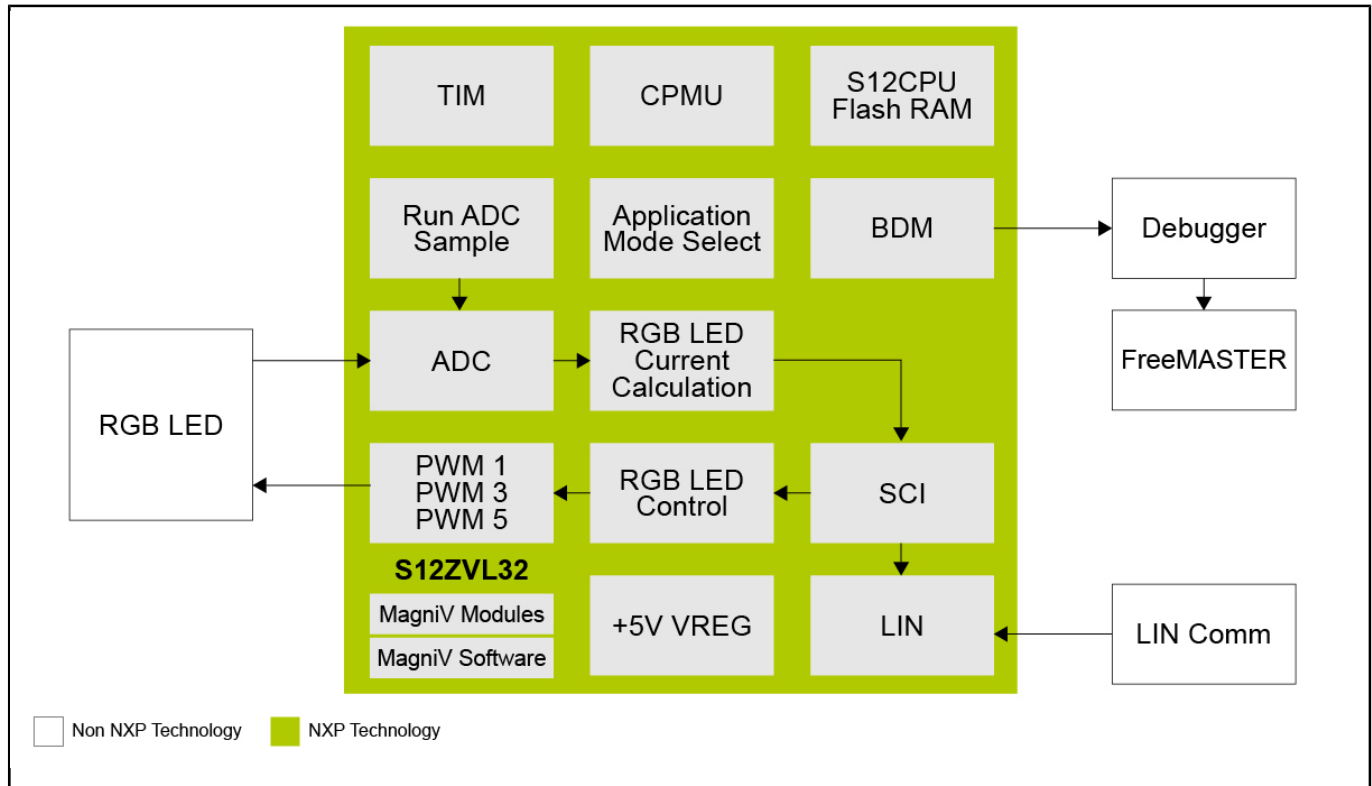 TIM
CPMU
S12CPU
Flash RAM
Run ADC
Sample
Application
Mode Select
BDM
Debugger
RGB LED
ADC
RGB LED
Current
Calculation
FreeMASTER
PWM 1
PWM 3
PWM 5
RGB LED
Control
SCI
S12ZVL32
MagniV Modules
MagniV Software
+5V VREG
LIN
LIN Comm
Non NXP Technology
NXP Technology